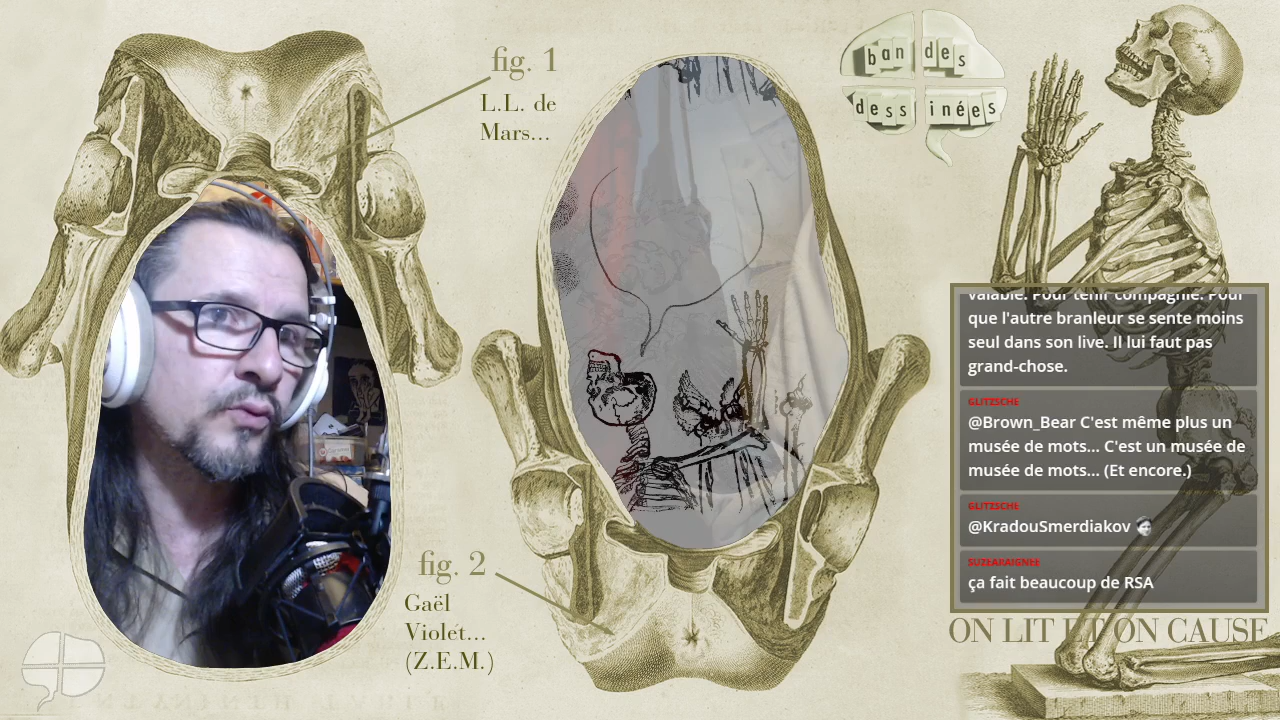 fig. 1
L.L. de
Mars...
ban des
dess inées
valable. Pour tenir compagnie. Pour
que l'autre branleur se sente moins
seul dans son live. Il lui faut pas
grand-chose.
GLITZSCHE
@Brown_Bear C'est même plus un
musée de mots... C'est un musée de
musée de mots... (Et encore.)
GLITZSCHE
@KradouSmerdiakov
SUZEARAIGNEE
ça fait beaucoup de RSA
fig. 2
Gaël
Violét...
(Z.E.M.)
ON LIT ET ON CAUSE